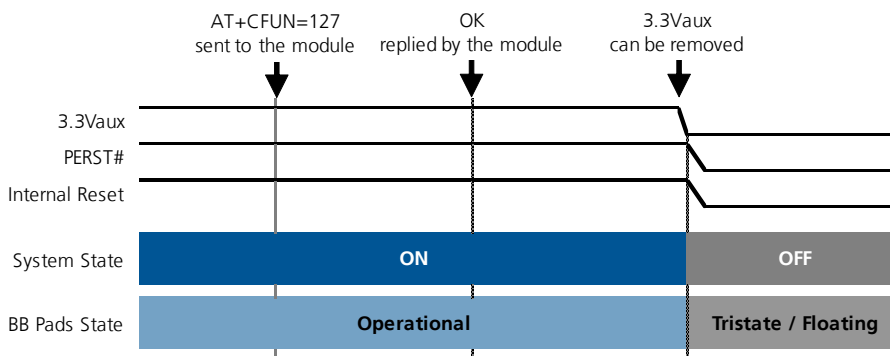 AT+CFUN=127
sent to the module
OK
replied by the module
3.3Vaux
can be removed
3.3Vaux
PERST#
Internal Reset
System State
ON
OFF
BB Pads State
Operational
Tristate / Floating